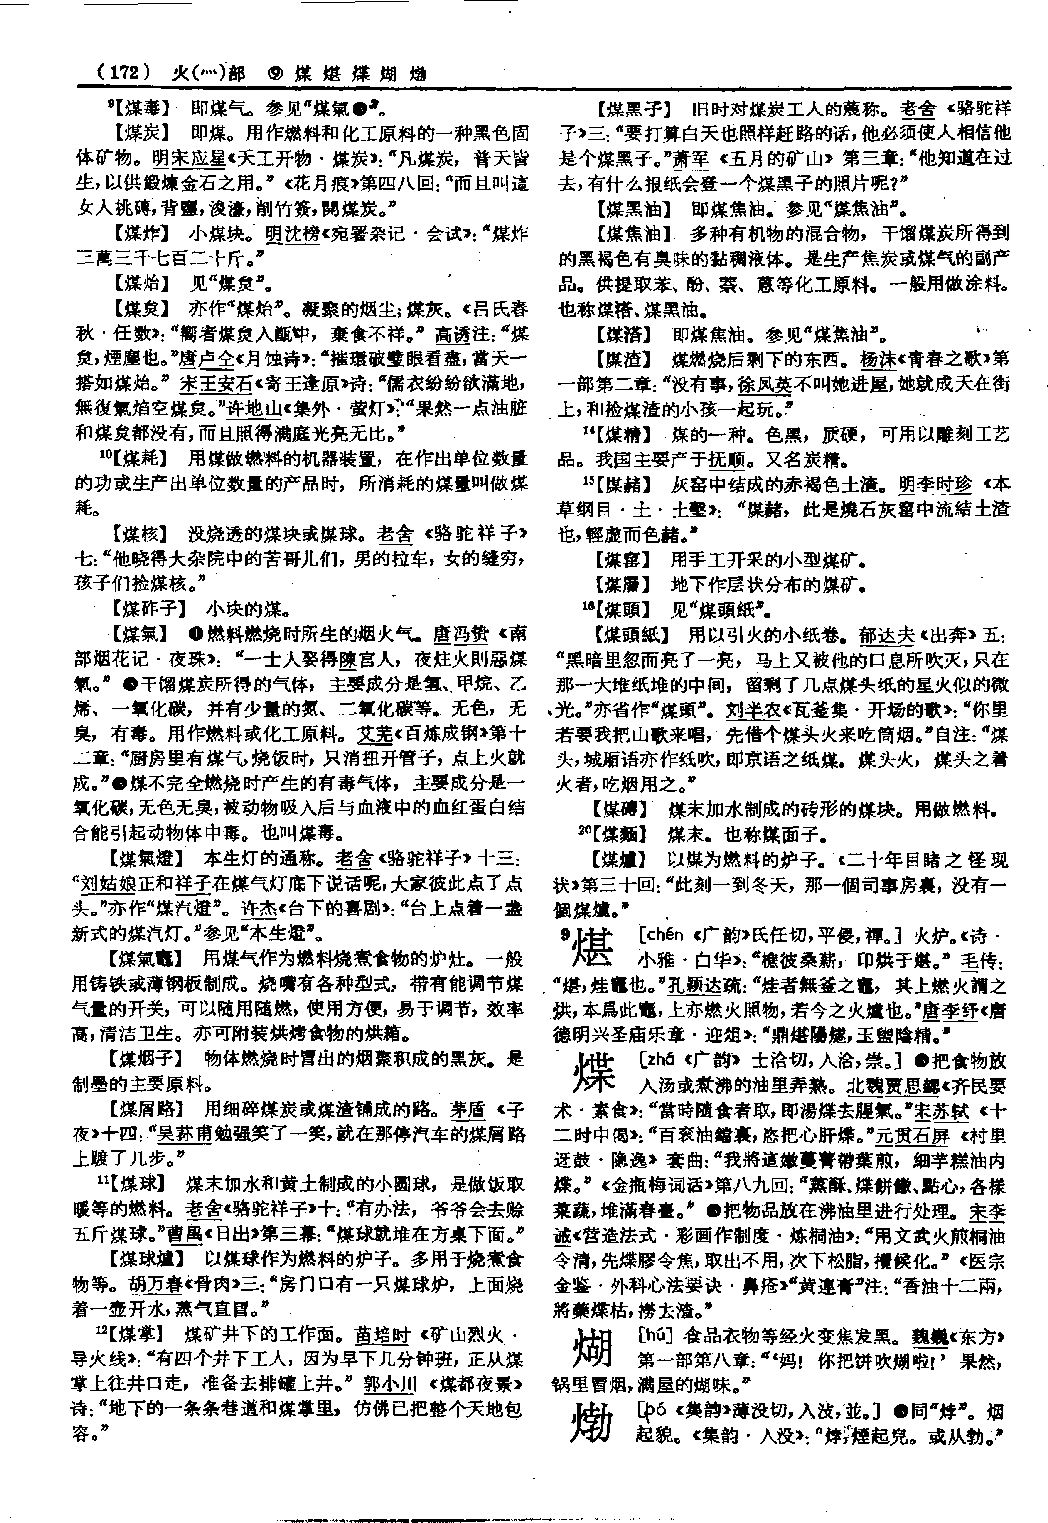 (172) 火(灬)部 ⑨ 煤 煁 煠 煳 㶿
⁹【煤毒】 即煤气。参见“煤氣❸”。
【煤炭】 即煤。用作燃料和化工原料的一种黑色固
体矿物。明宋应星《天工开物·煤炭》：“凡煤炭，普天皆
生，以供鍛煉金石之用。”《花月痕》第四八回：“而且叫這
女人挑磚，背鹽，浚濠，削竹簽，開煤炭。”
【煤炸】 小煤块。明沈榜《宛署杂记·会试》：“煤炸
三萬三千七百二十斤。”
【煤炲】 见“煤炱”。
【煤炱】 亦作“煤炲”。凝聚的烟尘；煤灰。《吕氏春
秋·任数》：“嚮者煤炱入甑中，棄食不祥。”高诱注：“煤
炱，煙塵也。”唐卢仝《月蚀诗》：“摧環破璧眼看盡，當天一
搭如煤炲。”宋王安石《寄王逢原》诗：“儒衣紛紛欲滿地，
無復氣焰空煤炱。”许地山《集外·萤灯》：“果然一点油脏
和煤炱都没有，而且照得满庭光亮无比。”
¹⁰【煤耗】 用煤做燃料的机器装置，在作出单位数量
的功或生产出单位数量的产品时，所消耗的煤量叫做煤
耗。
【煤核】 没烧透的煤块或煤球。老舍《骆驼祥子》
七：“他晓得大杂院中的苦哥儿们，男的拉车，女的缝穷，
孩子们捡煤核。”
【煤砟子】 小块的煤。
【煤氣】 ❶燃料燃烧时所生的烟火气。唐冯贽《南
部烟花记·夜珠》：“一士人娶得陳宫人，夜炷火則惡煤
氣。”❷干馏煤炭所得的气体，主要成分是氢、甲烷、乙
烯、一氧化碳，并有少量的氮、二氧化碳等。无色，无
臭，有毒。用作燃料或化工原料。艾芜《百炼成钢》第十
二章：“厨房里有煤气，烧饭时，只消扭开管子，点上火就
成。”❸煤不完全燃烧时产生的有毒气体，主要成分是一
氧化碳，无色无臭，被动物吸入后与血液中的血红蛋白结
合能引起动物体中毒。也叫煤毒。
【煤氣燈】 本生灯的通称。老舍《骆驼祥子》十三：
“刘姑娘正和祥子在煤气灯底下说话呢，大家彼此点了点
头。”亦作“煤汽燈”。许杰《台下的喜剧》：“台上点着一盏
新式的煤汽灯。”参见“本生燈”。
【煤氣竈】 用煤气作为燃料烧煮食物的炉灶。一般
用铸铁或薄钢板制成。烧嘴有各种型式，带有能调节煤
气量的开关，可以随用随燃，使用方便，易于调节，效率
高，清洁卫生。亦可附装烘烤食物的烘箱。
【煤烟子】 物体燃烧时冒出的烟聚积成的黑灰。是
制墨的主要原料。
【煤屑路】 用细碎煤炭或煤渣铺成的路。茅盾《子
夜》十四：“吴荪甫勉强笑了一笑，就在那停汽车的煤屑路
上踱了几步。”
¹¹【煤球】 煤末加水和黄土制成的小圆球，是做饭取
暖等的燃料。老舍《骆驼祥子》十：“有办法，爷爷会去赊
五斤煤球。”曹禺《日出》第三幕：“煤球就堆在方桌下面。”
【煤球爐】 以煤球作为燃料的炉子。多用于烧煮食
物等。胡万春《骨肉》三：“房门口有一只煤球炉，上面烧
着一壶开水，蒸气直冒。”
¹²【煤掌】 煤矿井下的工作面。苗培时《矿山烈火·
导火线》：“有四个井下工人，因为早下几分钟班，正从煤
掌上往井口走，准备去排罐上井。”郭小川《煤都夜景》
诗：“地下的一条条巷道和煤掌里，仿佛已把整个天地包
容。”
【煤黑子】 旧时对煤炭工人的蔑称。老舍《骆驼祥
子》三：“要打算白天也照样赶路的话，他必须使人相信他
是个煤黑子。”萧军《五月的矿山》第三章：“他知道在过
去，有什么报纸会登一个煤黑子的照片呢？”
【煤黑油】 即煤焦油。参见“煤焦油”。
【煤焦油】 多种有机物的混合物，干馏煤炭所得到
的黑褐色有臭味的黏稠液体。是生产焦炭或煤气的副产
品。供提取苯、酚、萘、蒽等化工原料。一般用做涂料。
也称煤㴬、煤黑油。
【煤㴬】 即煤焦油。参见“煤焦油”。
【煤渣】 煤燃烧后剩下的东西。杨沫《青春之歌》第
一部第二章：“没有事，徐凤英不叫她进屋，她就成天在街
上，和捡煤渣的小孩一起玩。”
¹⁴【煤精】 煤的一种。色黑，质硬，可用以雕刻工艺
品。我国主要产于抚顺。又名炭精。
¹⁵【煤赭】 灰窑中结成的赤褐色土渣。明李时珍《本
草纲目·土·土墼》：“煤赭，此是燒石灰窰中流結土渣
也，輕虚而色赭。”
【煤窰】 用手工开采的小型煤矿。
【煤層】 地下作层状分布的煤矿。
¹⁶【煤頭】 见“煤頭紙”。
【煤頭紙】 用以引火的小纸卷。郁达夫《出奔》五：
“黑暗里忽而亮了一亮，马上又被他的口息所吹灭，只在
那一大堆纸堆的中间，留剩了几点煤头纸的星火似的微
光。”亦省作“煤頭”。刘半农《瓦釜集·开场的歌》：“你里
若要我把山歌来唱，先借个煤头火来吃筒烟。”自注：“煤
头，城厢语亦作纸吹，即京语之纸煤。煤头火，煤头之着
火者，吃烟用之。”
【煤磚】 煤末加水制成的砖形的煤块。用做燃料。
²⁰【煤麵】 煤末。也称煤面子。
【煤爐】 以煤为燃料的炉子。《二十年目睹之怪现
状》第三十回：“此刻一到冬天，那一個司事房裏，没有一
個煤爐。”
⁹煁 [chén《广韵》氏任切，平侵，禪。] 火炉。《诗·
小雅·白华》：“樵彼桑薪，卬烘于煁。”毛传：
“煁，烓竈也。”孔颖达疏：“烓者無釜之竈，其上燃火謂之
烘，本爲此竈，上亦燃火照物，若今之火爐也。”唐李纾《唐
德明兴圣庙乐章·迎俎》：“鼎煁陽燧，玉盥陰精。”
煠 [zhá《广韵》士洽切，入洽，崇。] ❶把食物放
入汤或煮沸的油里弄熟。北魏贾思勰《齐民要
术·素食》：“當時隨食者取，即湯煠去腥氣。”宋苏轼《十
二时中偈》：“百衮油鐺裏，恣把心肝煠。”元贯石屏《村里
迓鼓·隐逸》套曲：“我將這嫩蔓菁帶葉煎，細芋糕油内
煠。”《金瓶梅词话》第八九回：“蒸酥、煠餅饊、點心，各樣
菜蔬，堆滿春臺。”❷把物品放在沸油里进行处理。宋李
诫《营造法式·彩画作制度·炼桐油》：“用文武火煎桐油
令清，先煠膠令焦，取出不用，次下松脂，攪候化。”《医宗
金鉴·外科心法要诀·鼻疮》“黄連膏”注：“香油十二兩，
將藥煠枯，捞去渣。”
煳 [hú] 食品衣物等经火变焦发黑。魏巍《东方》
第一部第八章：“‘妈！你把饼吹煳啦！’果然，
锅里冒烟，满屋的煳味。”
㶿 [pó《集韵》薄没切，入没，並。] ❶同“烞”。烟
起貌。《集韵·入没》：“烞，煙起皃。或从勃。”